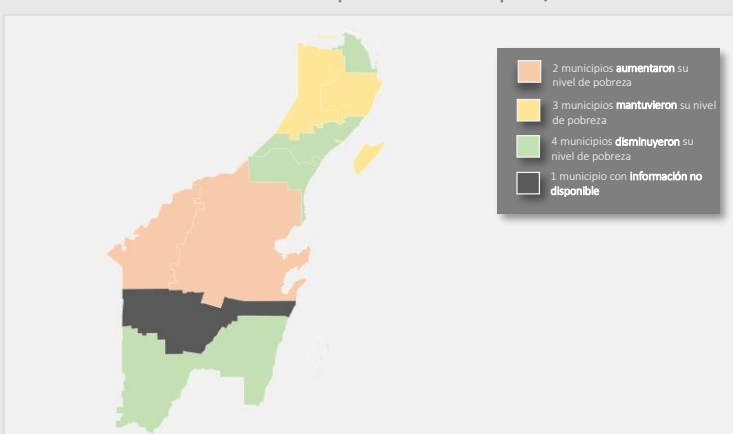 2 municipios aumentaron su
nivel de pobreza
3 municipios mantuvieron su nivel
de pobreza
4 municipios disminuyeron su
nivel de pobreza
1 municipio con información no
disponible